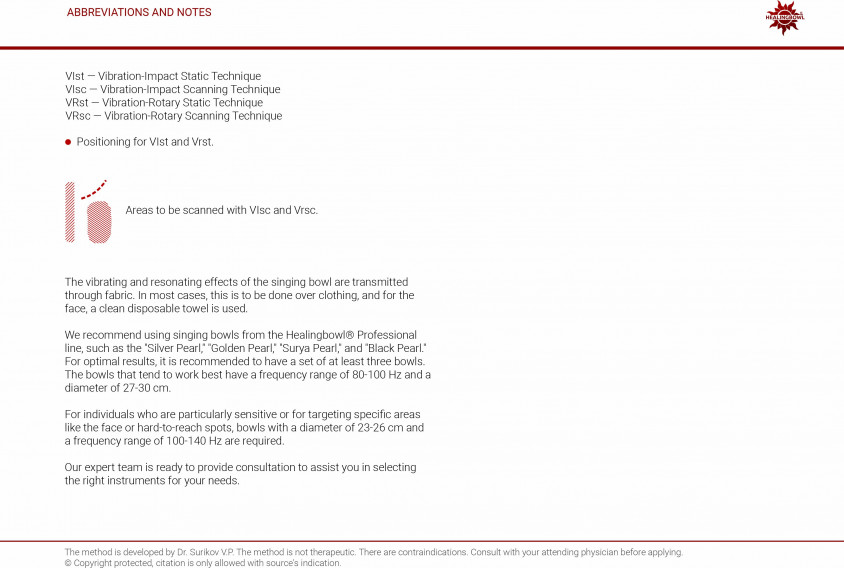 ABBREVIATIONS AND NOTES
HEALINGBOWL
VIst — Vibration-Impact Static Technique
VIsc — Vibration-Impact Scanning Technique
VRst — Vibration-Rotary Static Technique
VRsc — Vibration-Rotary Scanning Technique
Positioning for VIst and Vrst.
Areas to be scanned with VIsc and Vrsc.
The vibrating and resonating effects of the singing bowl are transmitted
through fabric. In most cases, this is to be done over clothing, and for the
face, a clean disposable towel is used.
We recommend using singing bowls from the Healingbowl® Professional
line, such as the "Silver Pearl," "Golden Pearl," "Surya Pearl," and "Black Pearl."
For optimal results, it is recommended to have a set of at least three bowls.
The bowls that tend to work best have a frequency range of 80-100 Hz and a
diameter of 27-30 cm.
For individuals who are particularly sensitive or for targeting specific areas
like the face or hard-to-reach spots, bowls with a diameter of 23-26 cm and
a frequency range of 100-140 Hz are required.
Our expert team is ready to provide consultation to assist you in selecting
the right instruments for your needs.
The method is developed by Dr. Surikov V.P. The method is not therapeutic. There are contraindications. Consult with your attending physician before applying.
© Copyright protected, citation is only allowed with source's indication.